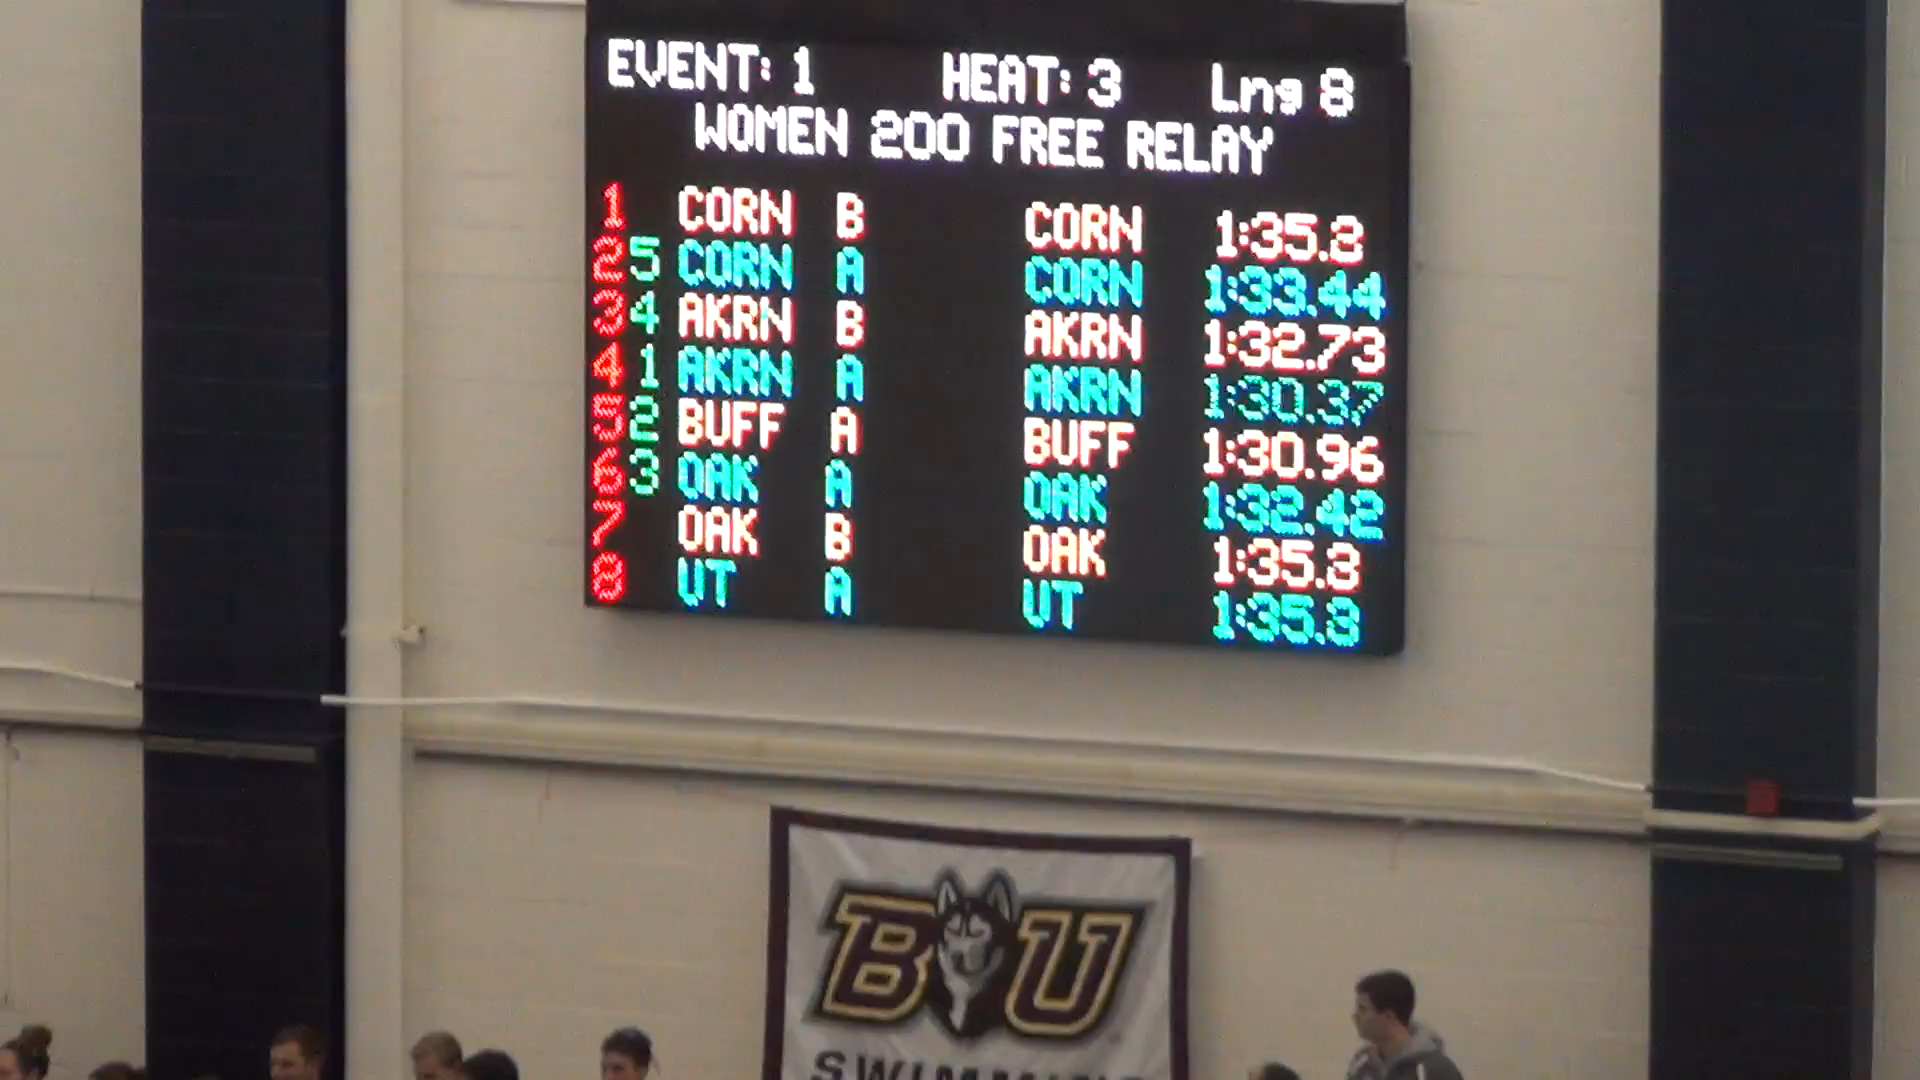 EVENT: 1 HEAT: 3 Lng 8
WOMEN 200 FREE RELAY
1 CORN B CORN 1:35.8
2 5 CORN A CORN 1:33.44
3 4 AKRN B AKRN 1:32.73
4 1 AKRN A AKRN 1:30.37
5 2 BUFF A BUFF 1:30.96
6 3 OAK A OAK 1:32.42
7 OAK B OAK 1:35.8
8 VT A VT 1:35.8
BU
SWIMMING